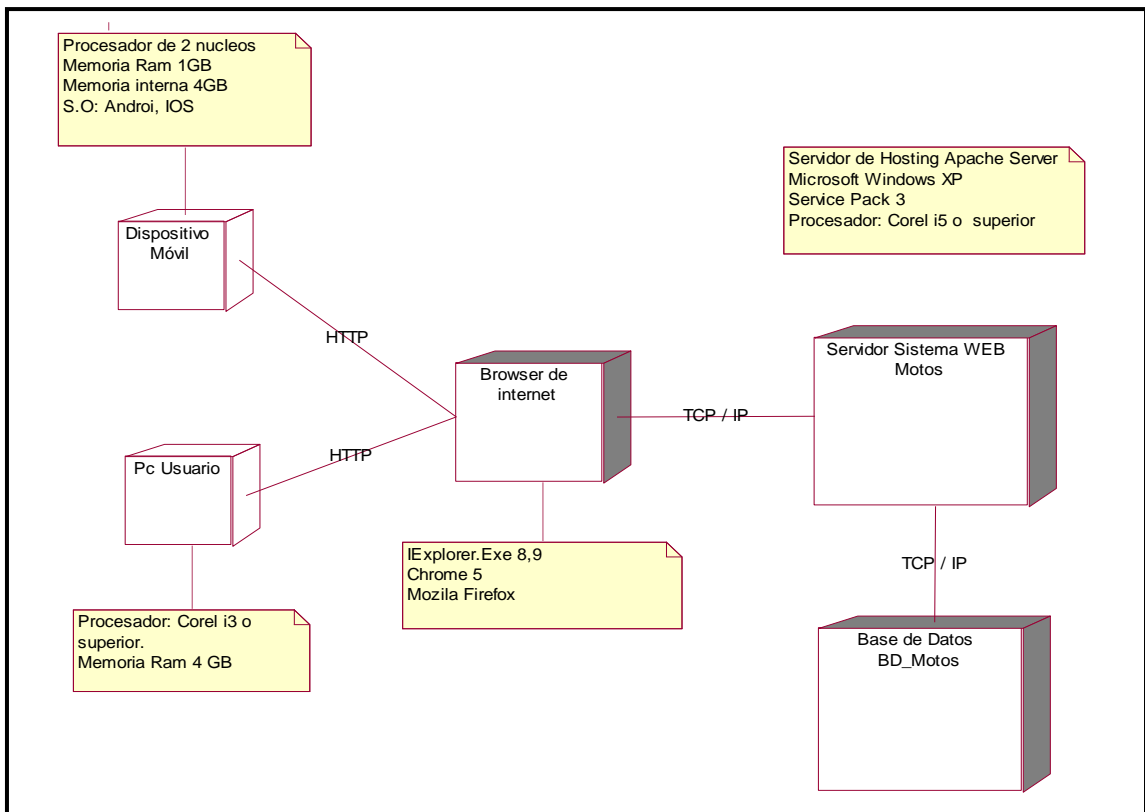 Procesador de 2 nucleos
Memoria Ram 1GB
Memoria interna 4GB
S.O: Androi, IOS
Servidor de Hosting Apache Server
Microsoft Windows XP
Service Pack 3
Procesador: Corel i5 o  superior
Dispositivo
Móvil
HTTP
Servidor Sistema WEB
Motos
Browser de
internet
TCP / IP
HTTP
Pc Usuario
IExplorer.Exe 8,9
Chrome 5
Mozila Firefox
TCP / IP
Procesador: Corel i3 o
superior.
Memoria Ram 4 GB
Base de Datos
BD_Motos